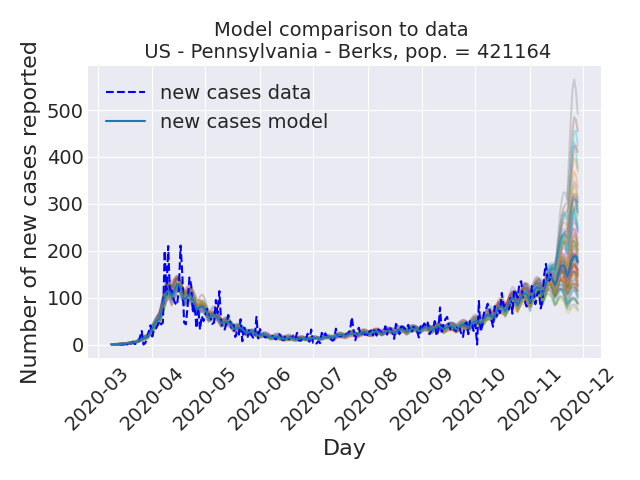 Model comparison to data
US - Pennsylvania - Berks, pop. = 421164
new cases data
new cases model
Number of new cases reported
500
400
300
200
100
0
2020-03
2020-04
2020-05
2020-06
2020-07
2020-08
2020-09
2020-10
2020-11
2020-12
Day